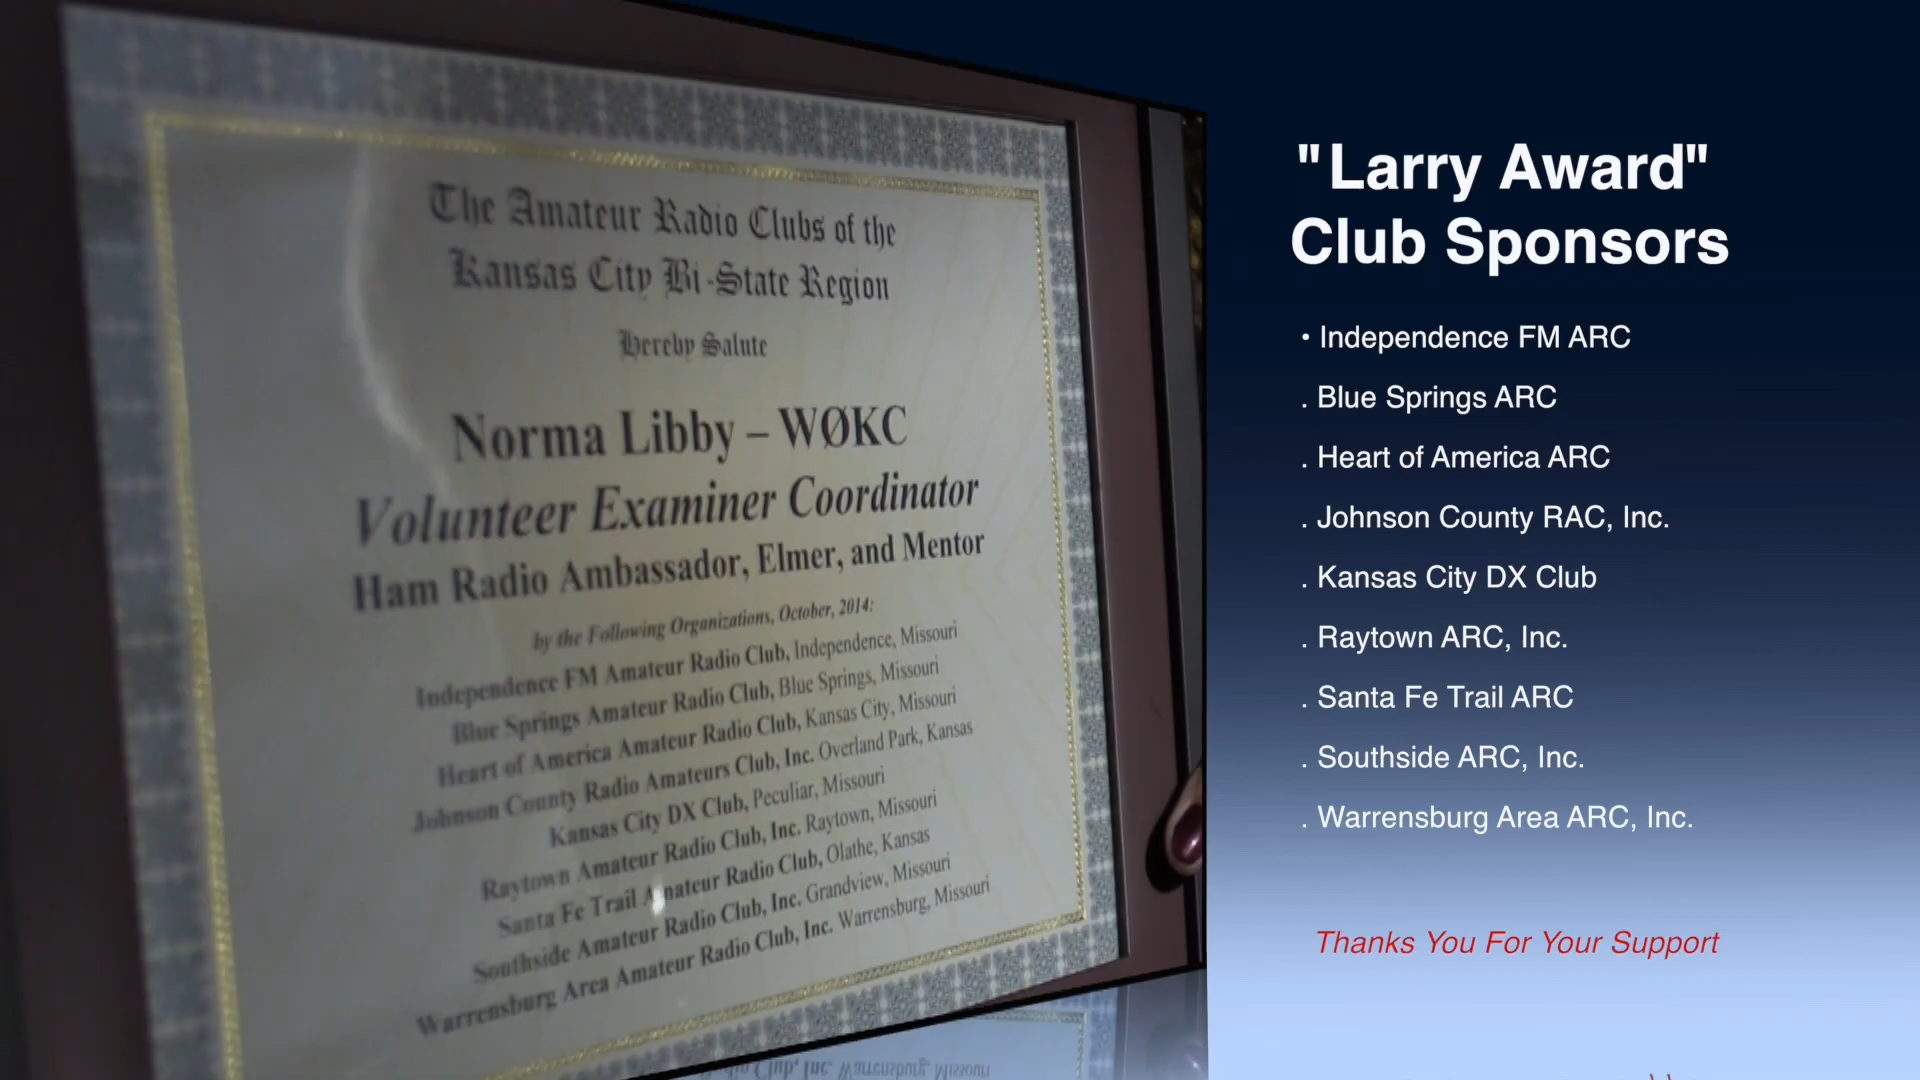 The Amateur Radio Clubs of the
Kansas City Bi-State Region
Hereby Salute
Norma Libby – WØKC
Volunteer Examiner Coordinator
Ham Radio Ambassador, Elmer, and Mentor
by the Following Organizations, October, 2014:
Independence FM Amateur Radio Club, Independence, Missouri
Blue Springs Amateur Radio Club, Blue Springs, Missouri
Heart of America Amateur Radio Club, Kansas City, Missouri
Johnson County Radio Amateurs Club, Inc. Overland Park, Kansas
Kansas City DX Club, Peculiar, Missouri
Raytown Amateur Radio Club, Inc. Raytown, Missouri
Santa Fe Trail Amateur Radio Club, Olathe, Kansas
Southside Amateur Radio Club, Inc. Grandview, Missouri
Warrensburg Area Amateur Radio Club, Inc. Warrensburg, Missouri
"Larry Award"
Club Sponsors
• Independence FM ARC
. Blue Springs ARC
. Heart of America ARC
. Johnson County RAC, Inc.
. Kansas City DX Club
. Raytown ARC, Inc.
. Santa Fe Trail ARC
. Southside ARC, Inc.
. Warrensburg Area ARC, Inc.
Thanks You For Your Support